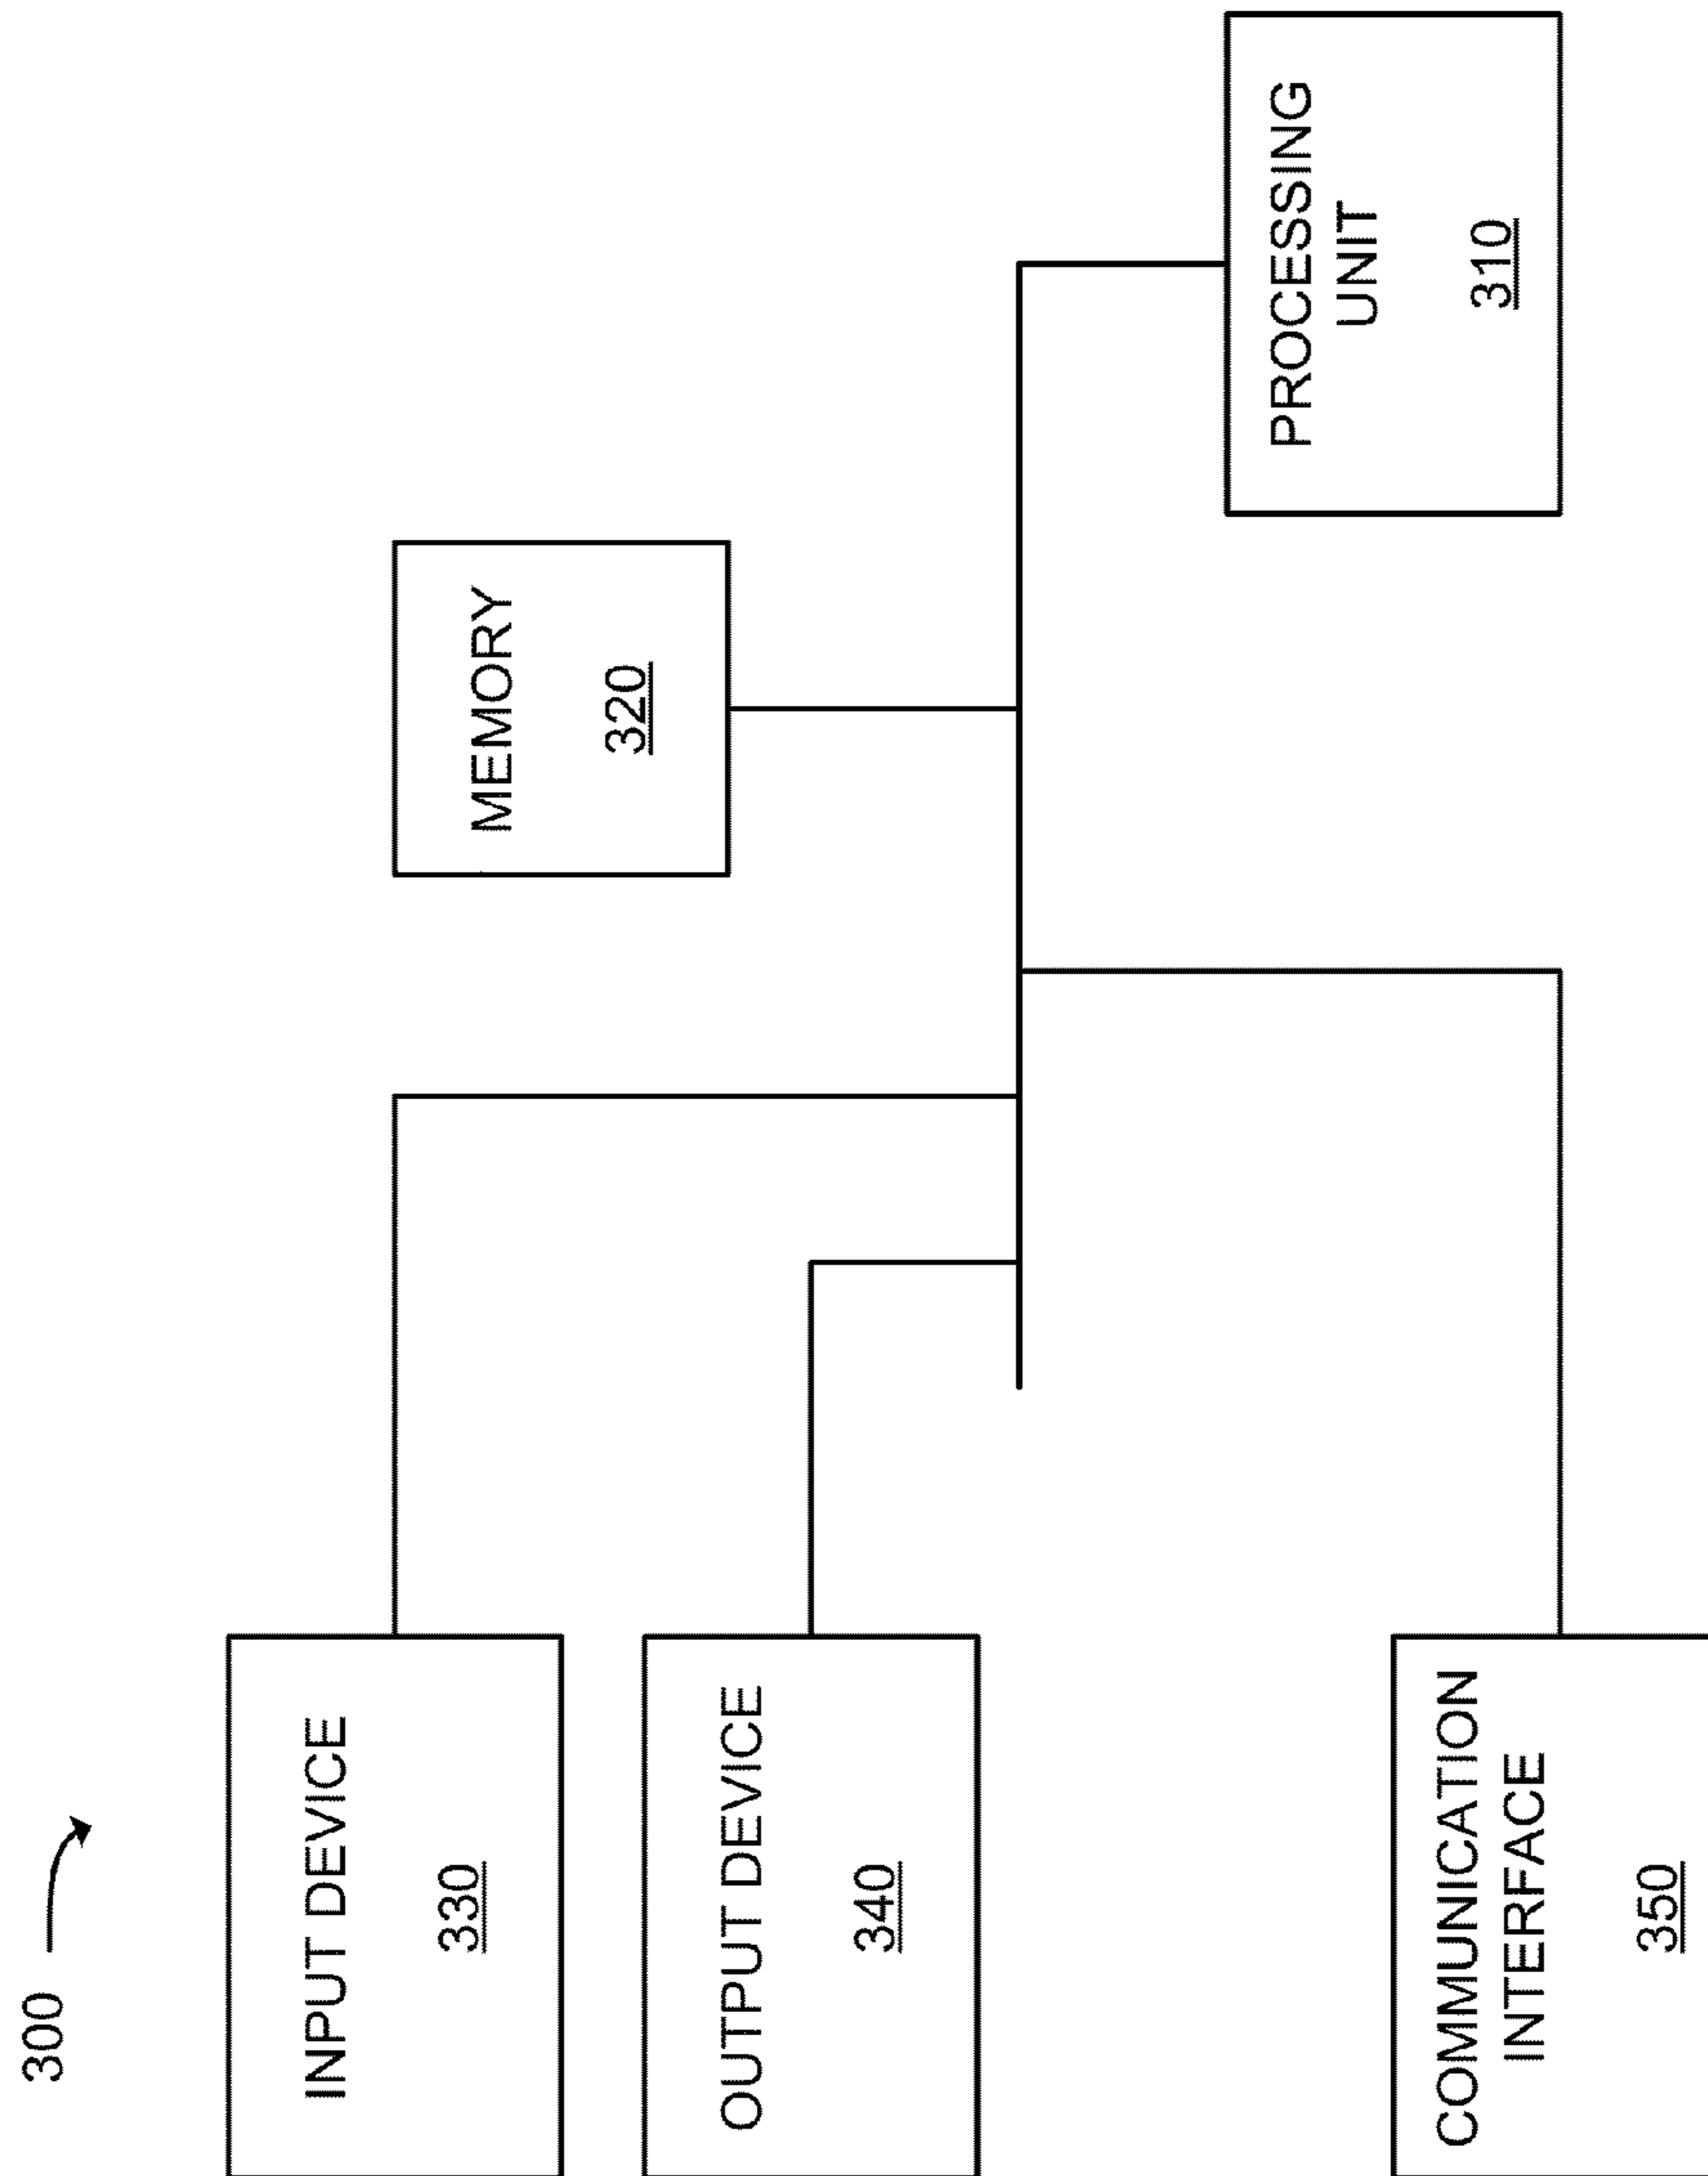 300
INPUT DEVICE
330
OUTPUT DEVICE
340
COMMUNICATION
INTERFACE
350
MEMORY
320
PROCESSING
UNIT
310